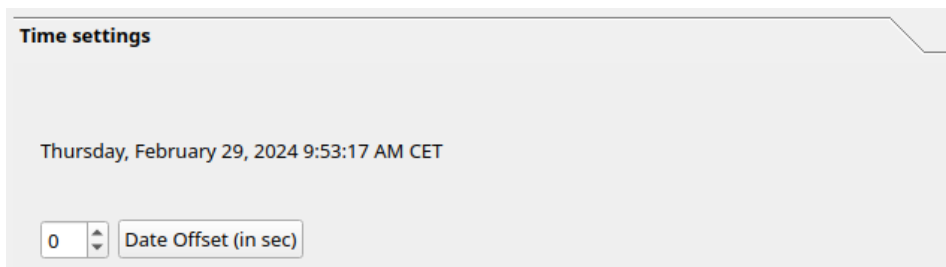 Time settings
Thursday, February 29, 2024 9:53:17 AM CET
0 Date Offset (in sec)